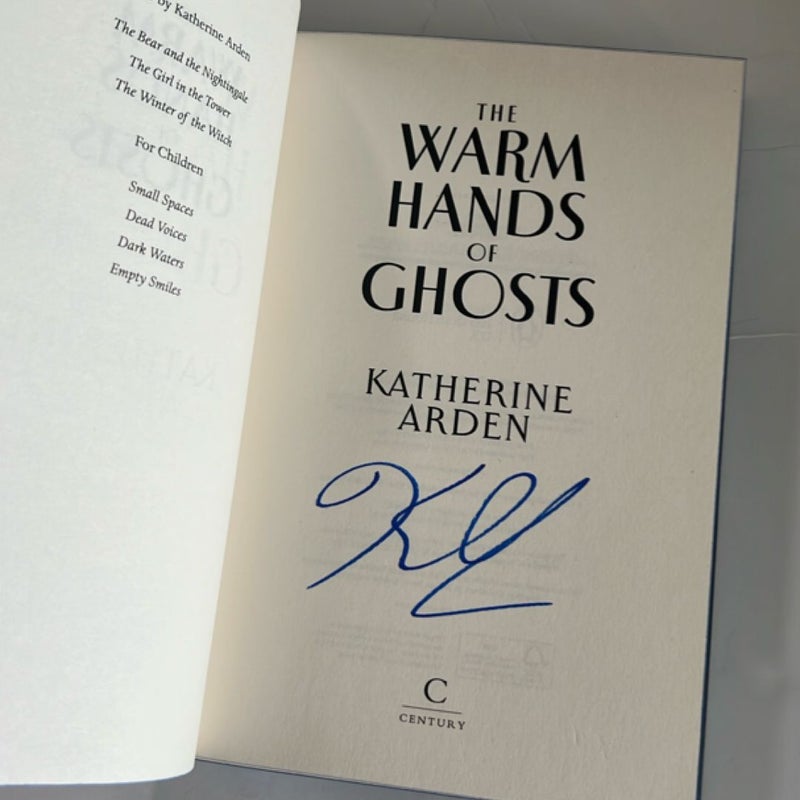 by Katherine Arden
The Bear and the Nightingale
The Girl in the Tower
The Winter of the Witch
For Children
Small Spaces
Dead Voices
Dark Waters
Empty Smiles
THE
WARM
HANDS
OF
GHOSTS
KATHERINE
ARDEN
C
CENTURY